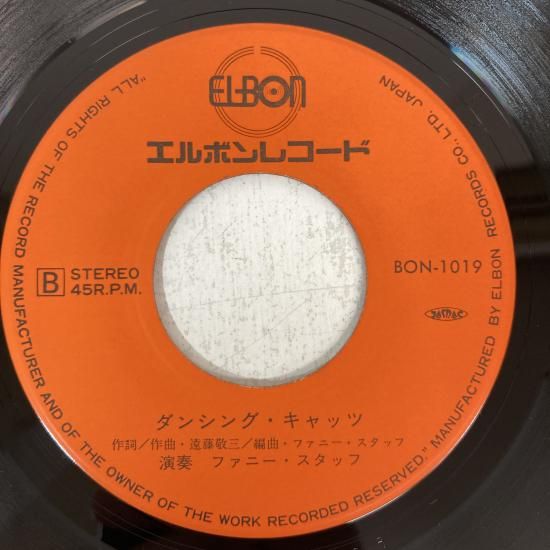 ELBON
エルボンレコード
B STEREO
45R.P.M.
BON-1019
ダンシング・キャッツ
作詞/作曲・遠藤敬三/編曲・ファニー・スタッフ
演奏 ファニー・スタッフ
"ALL RIGHTS OF THE RECORD MANUFACTURER AND OF THE OWNER OF THE WORK RECORDED RESERVED." MANUFACTURED BY ELBON RECORDS CO., LTD. JAPAN